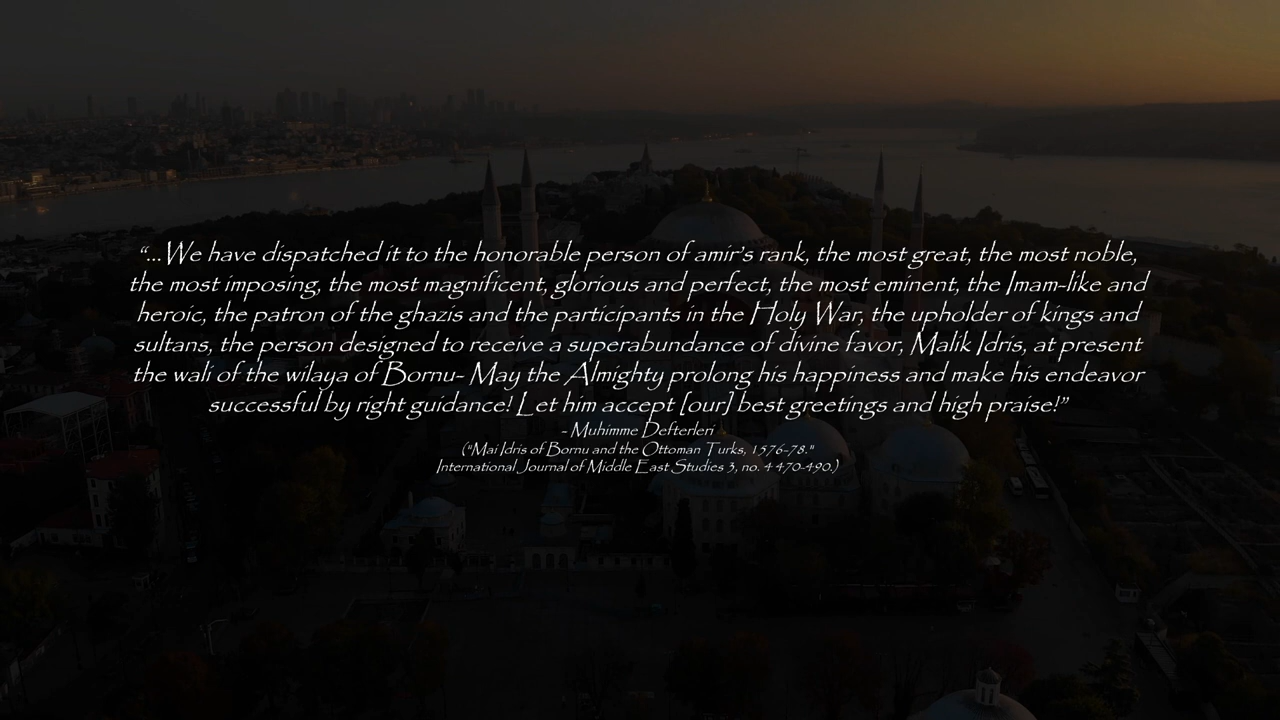 “...We have dispatched it to the honorable person of amir’s rank, the most great, the most noble,
the most imposing, the most magnificent, glorious and perfect, the most eminent, the Imam-like and
heroic, the patron of the ghazis and the participants in the Holy War, the upholder of kings and
sultans, the person designed to receive a superabundance of divine favor, Malik Idris, at present
the wali of the wilaya of Bornu- May the Almighty prolong his happiness and make his endeavor
successful by right guidance! Let him accept [our] best greetings and high praise!”
- Muhimme Defterleri
("Mai Idris of Bornu and the Ottoman Turks, 1576-78."
International Journal of Middle East Studies 3, no. 4 470-490.)